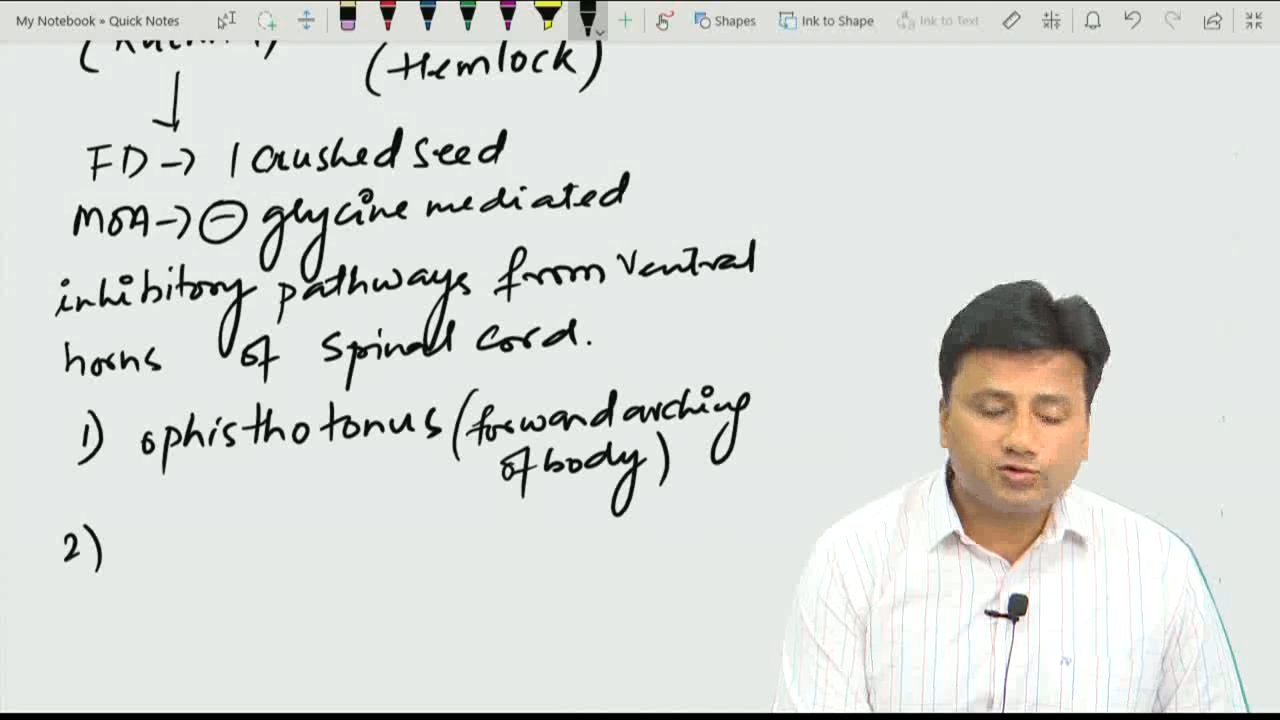 My Notebook » Quick Notes
Shapes
Ink to Shape
Ink to Text
(Hemlock)
FD → 1 crushed seed
MOA → ⊖ glycine mediated
inhibitory pathways from ventral
horns of spinal cord.
1) ophisthotonus (forward arching
of body)
2)